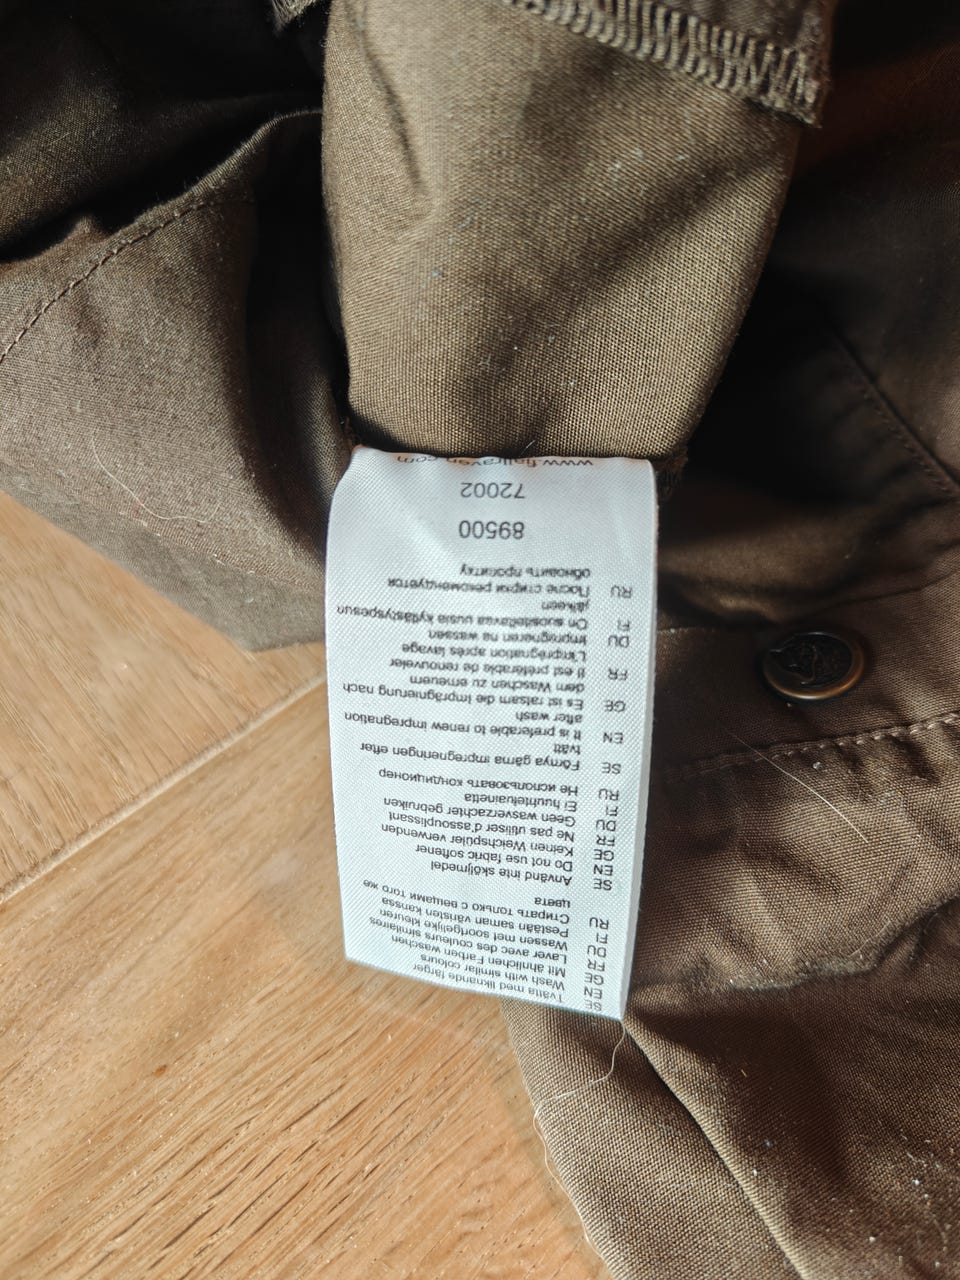 SE Tvätta med liknande färger
EN Wash with similar colours
GE Mit ähnlichen Farben waschen
FR Laver avec des couleurs similaires
DU Wassen met soortgelijke kleuren
FI Pestään saman väristen kanssa
RU Стирать только с вещами того же
цвета
SE Använd inte sköljmedel
EN Do not use fabric softener
GE Keinen Weichspüler verwenden
FR Ne pas utiliser d'assouplissant
DU Geen wasverzachter gebruiken
FI Ei huuhteluainetta
RU Не использовать кондиционер
SE Förnya gärna impregneringen efter
tvätt
EN It is preferable to renew impregnation
after wash
GE Es ist ratsam die Imprägnierung nach
dem Waschen zu erneuern
FR Il est préférable de renouveler
L'imprégnation après lavage
DU Impregneren na wassen
FI On suositeltavaa uusia kyllästyspesun
jälkeen
RU После стирки рекомендуется
обновить пропитку
89500
72002
www.fjallraven.com